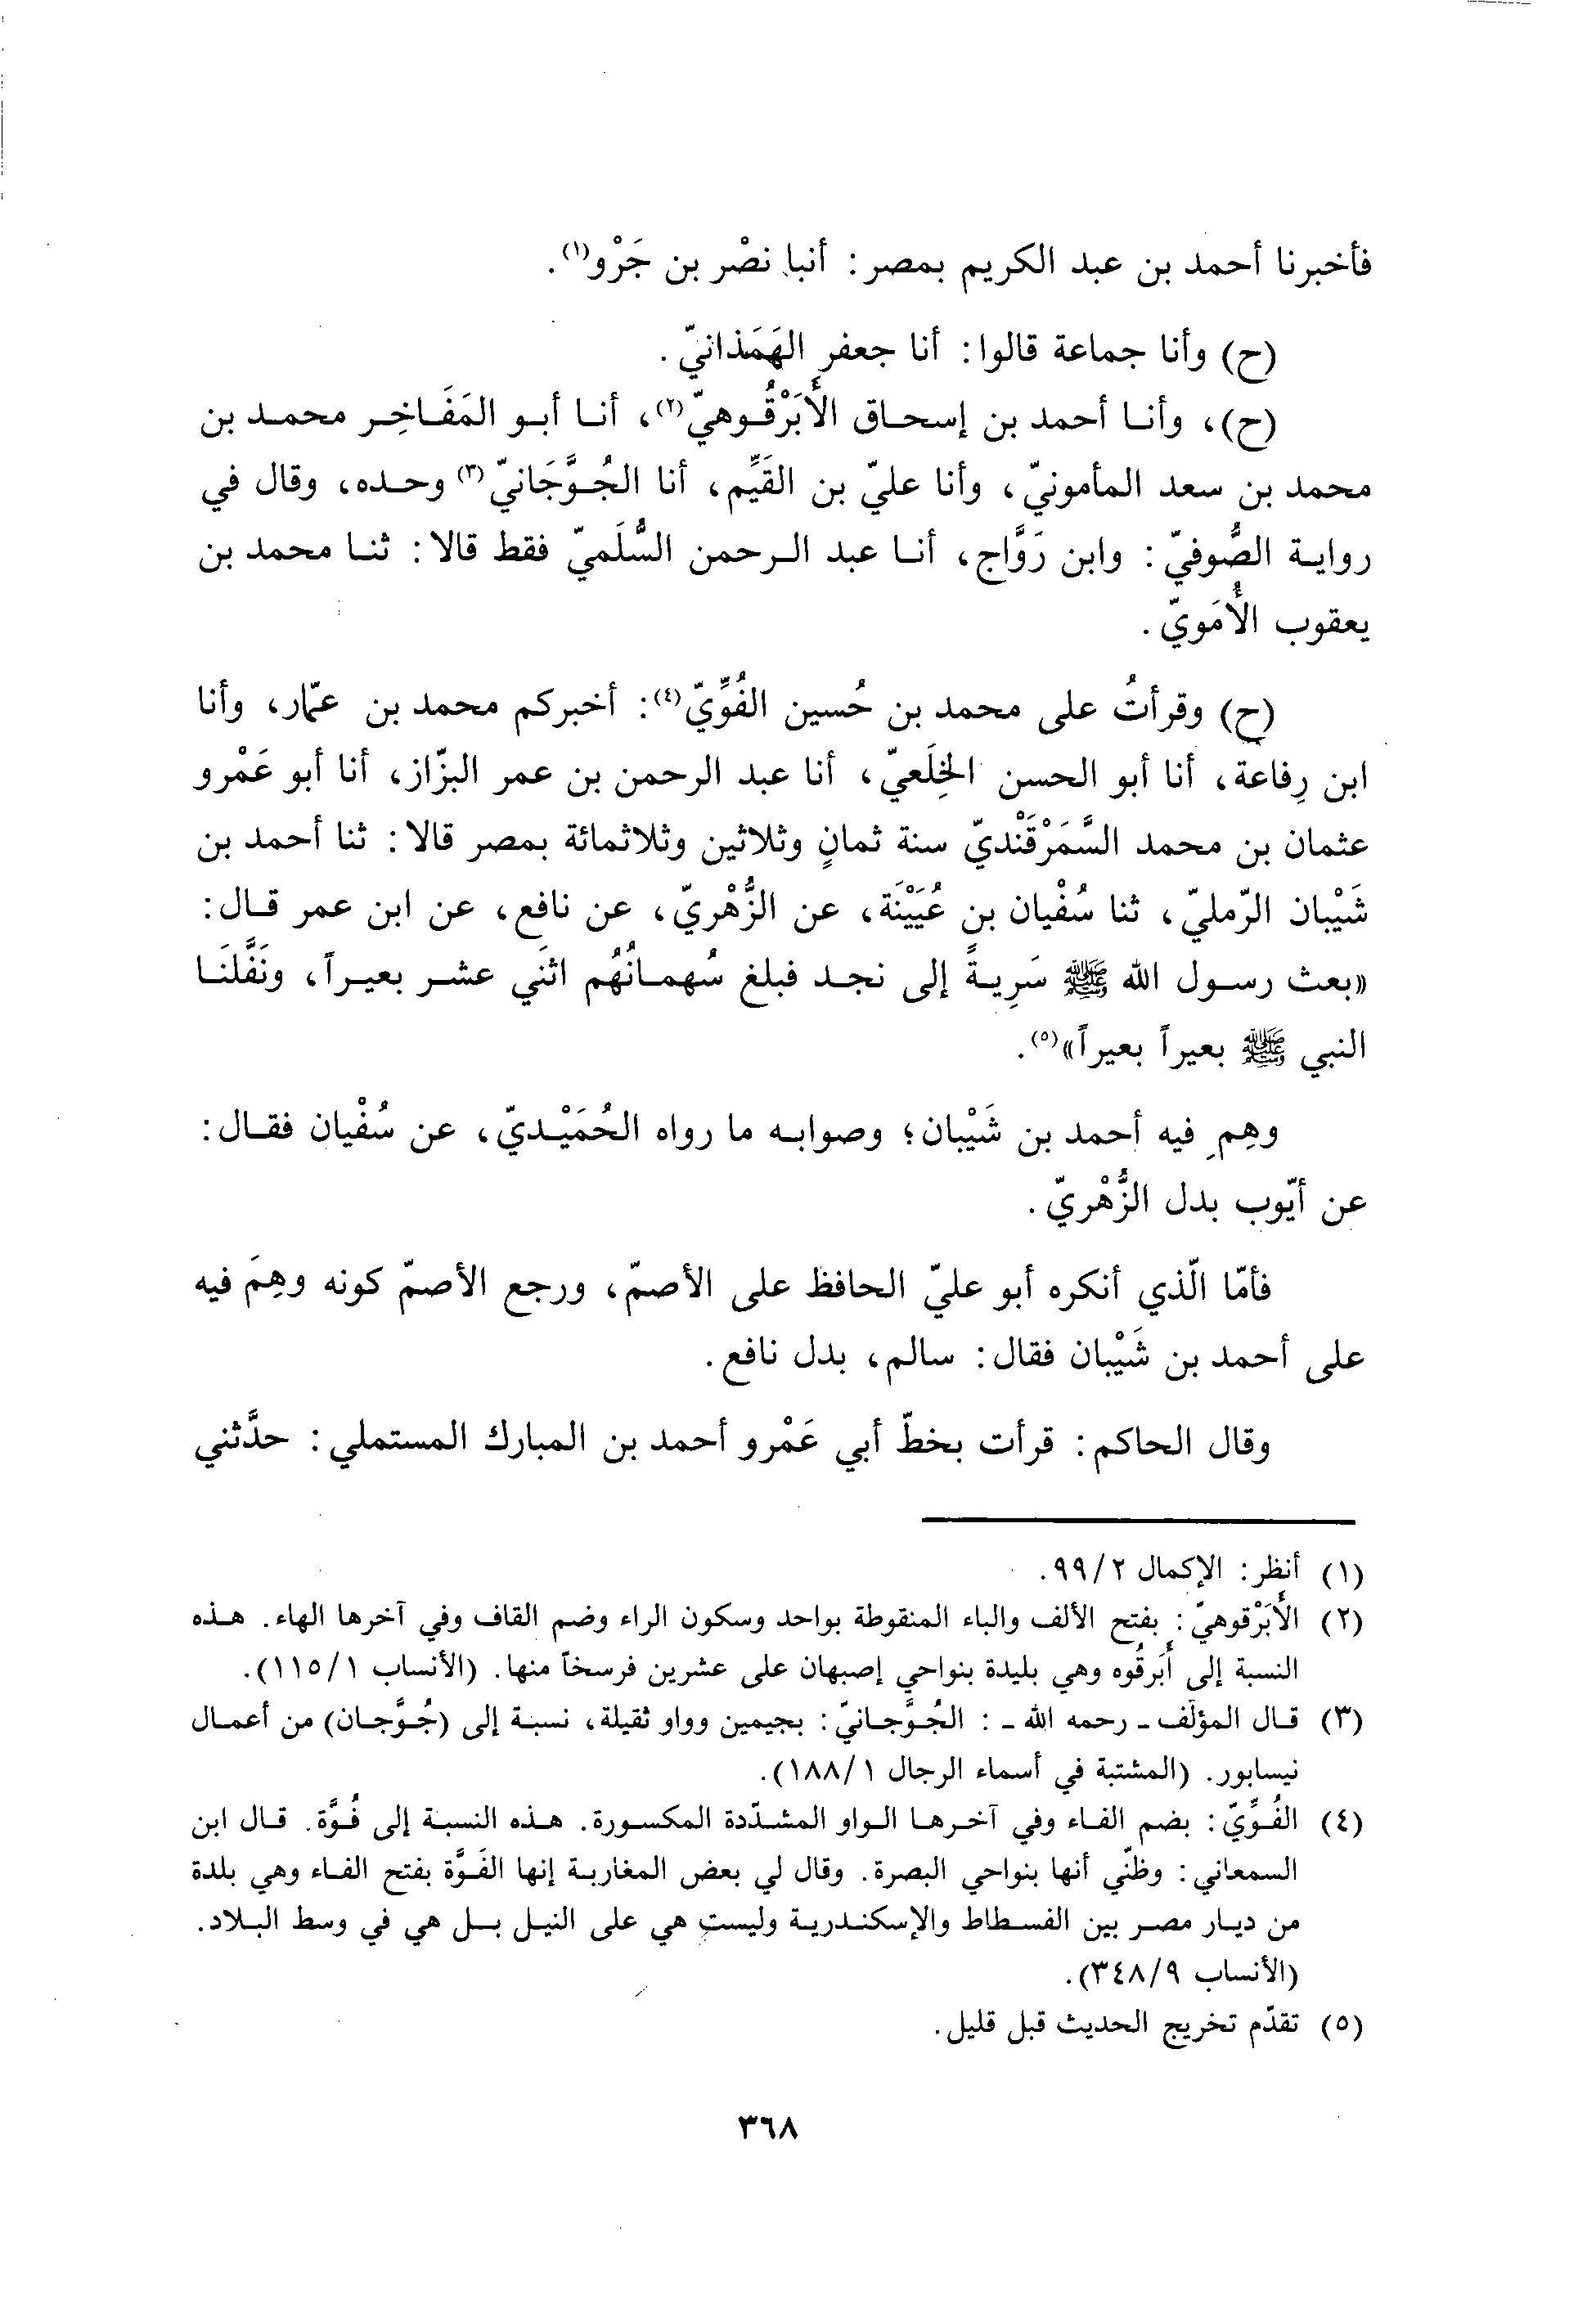 فأخبرنا أحمد بن عبد الكريم بمصر: أنبا نصْر بن جَرْو(١).
(ح) وأنا جماعة قالوا: أنا جعفر الهَمَذانيّ.
(ح)، وأنا أحمد بن إسحاق الأَبَرْقُوهيّ(٢)، أنا أبو المَفَاخِر محمد بن
محمد بن سعد المأمونيّ، وأنا عليّ بن القَيِّم، أنا الجُوَّجَانيّ(٣) وحده، وقال في
رواية الصُّوفيّ: وابن رَوَّاج، أنا عبد الرحمن السُّلَميّ فقط قالا: ثنا محمد بن
يعقوب الأُمَويّ.
(ح) وقرأتُ على محمد بن حُسين الفُوِّيّ(٤): أخبركم محمد بن عمّار، وأنا
ابن رِفاعة، أنا أبو الحسن الخِلَعيّ، أنا عبد الرحمن بن عمر البزّاز، أنا أبو عَمْرو
عثمان بن محمد السَّمَرْقَنْديّ سنة ثمانٍ وثلاثين وثلاثمائة بمصر قالا: ثنا أحمد بن
شَيْبان الرّمليّ، ثنا سُفْيان بن عُيَيْنَة، عن الزُّهْريّ، عن نافع، عن ابن عمر قال:
«بعث رسول الله ﷺ سَرِيةً إلى نجد فبلغ سُهمانُهُم اثنَي عشر بعيراً، ونَفَّلَنَا
النبي ﷺ بعيراً بعيراً»(٥).
وهِم فيه أحمد بن شَيْبان؛ وصوابه ما رواه الحُمَيْديّ، عن سُفْيان فقال:
عن أيّوب بدل الزُّهْريّ.
فأمّا الّذي أنكره أبو عليّ الحافظ على الأصمّ، ورجع الأصمّ كونه وهِمَ فيه
على أحمد بن شَيْبان فقال: سالم، بدل نافع.
وقال الحاكم: قرأت بخطّ أبي عَمْرو أحمد بن المبارك المستملي: حدَّثني
(١) أنظر: الإكمال ٩٩/٢.
(٢) الأَبَرْقوهيّ: بفتح الألف والباء المنقوطة بواحد وسكون الراء وضم القاف وفي آخرها الهاء. هذه
النسبة إلى أَبَرقُوه وهي بليدة بنواحي إصبهان على عشرين فرسخاً منها. (الأنساب ١١٥/١).
(٣) قال المؤلّف - رحمه الله -: الجُوَّجانيّ: بجيمين وواو ثقيلة، نسبة إلى (جُوَّجان) من أعمال
نيسابور. (المشتبة في أسماء الرجال ١٨٨/١).
(٤) الفُوِّيّ: بضم الفاء وفي آخرها الواو المشدّدة المكسورة. هذه النسبة إلى فُوَّة. قال ابن
السمعاني: وظنّي أنها بنواحي البصرة. وقال لي بعض المغاربة إنها الفَوَّة بفتح الفاء وهي بلدة
من ديار مصر بين الفسطاط والإسكندرية وليست هي على النيل بل هي في وسط البلاد.
(الأنساب ٣٤٨/٩).
(٥) تقدّم تخريج الحديث قبل قليل.
٣٦٨